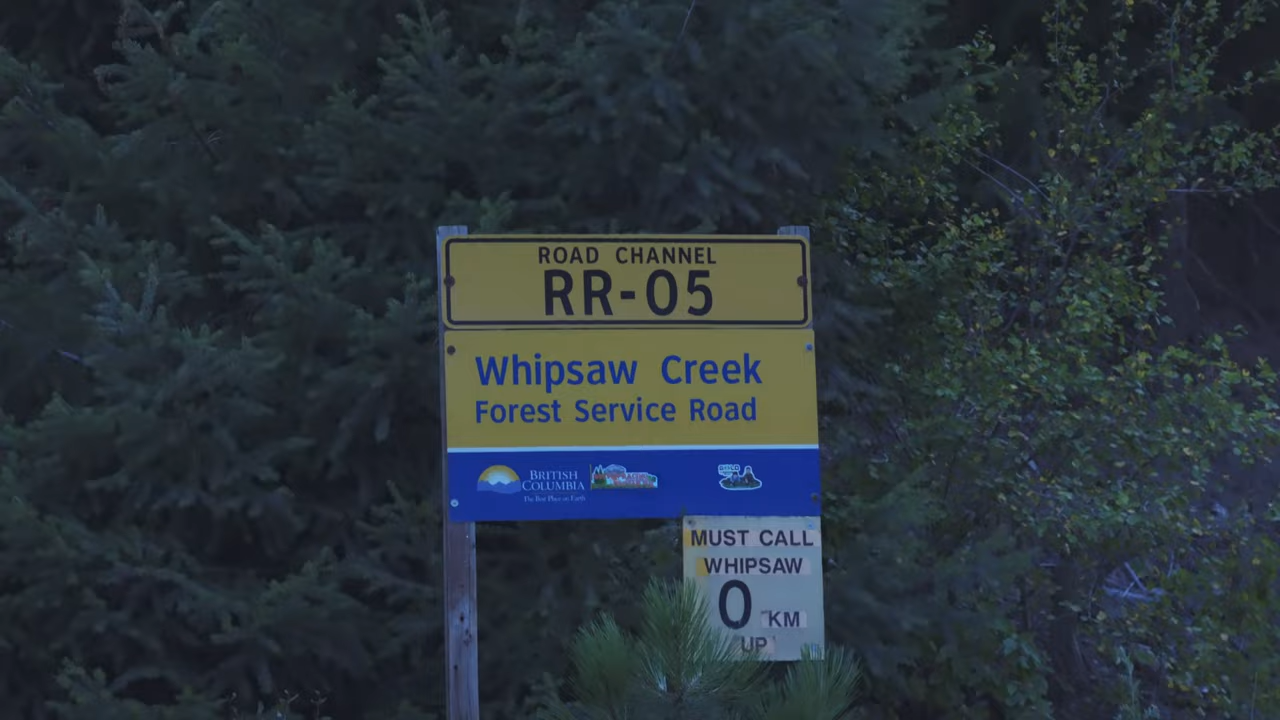 ROAD CHANNEL
RR-05
Whipsaw Creek
Forest Service Road
BRITISH
COLUMBIA
The Best Place on Earth
MUST CALL
WHIPSAW
0 KM
UP